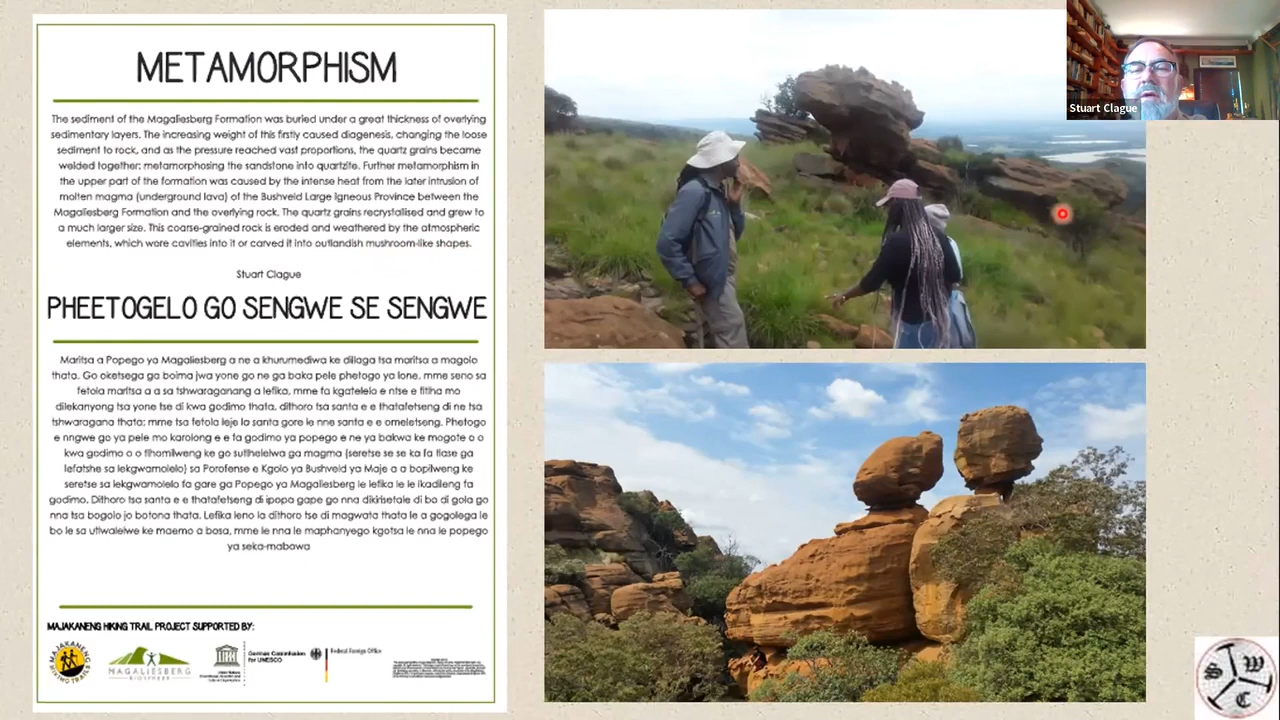 METAMORPHISM
The sediment of the Magaliesberg Formation was buried under a great thickness of overlying
sedimentary layers. The increasing weight of this firstly caused diagenesis, changing the loose
sediment to rock, and as the pressure reached vast proportions, the quartz grains became
welded together; metamorphosing the sandstone into quartzite. Further metamorphism in
the upper part of the formation was caused by the intense heat from the later intrusion of
molten magma (underground lava) of the Bushveld Large Igneous Province between the
Magaliesberg Formation and the overlying rock. The quartz grains recrystallised and grew to
a much larger size. This coarse-grained rock is eroded and weathered by the atmospheric
elements, which wore cavities into it or carved it into outlandish mushroom-like shapes.
Stuart Clague
PHEETOGELO GO SENGWE SE SENGWE
Maritsa a Popego ya Magaliesberg a ne a khurumediwa ke dillaga tsa maritsa a magolo
thata. Go oketsega ga boima jwa yone go ne ga baka pele phetogo ya lone, mme seno sa
fetola maritsa a a sa tshwaraganang a lefika, mme fa kgatelelo e ntse e fitlha mo
dilekanyong tsa yone tse di kwa godimo thata, dithoro tsa santa e e thatafetseng di ne tsa
tshwaragana thata; mme tsa fetola leje la santa gore le nne santa e e omeletseng. Phetogo
e nngwe go ya pele mo karolong e e fa godimo ya popego e ne ya bakwa ke mogote o o
kwa godimo o o tlhamilweng ke go sutlhelelwa ga magma (seretse se se ka fa tlase ga
lefatshe sa lekgwamolelo) sa Porofense e Kgolo ya Bushveld ya Maje a a bopilweng ke
seretse sa lekgwamolelo fa gare ga Popego ya Magaliesberg le lefika le le ikadileng fa
godimo. Dithoro tsa santa e e thatafetseng di ipopa gape go nna dikirisetale di bo di gola go
nna tsa bogolo jo botona thata. Lefika leno la dithoro tse di magwata thata le a gogolega le
bo le sa utlwalelwe ke maemo a bosa, mme le nna le maphanyego kgotsa le nna le popego
ya seka-mabowa
MAJAKANENG HIKING TRAIL PROJECT SUPPORTED BY:
MAJAKANENG
HIKING TRAIL
MAGALIESBERG
BIOSPHERE
German Commission
for UNESCO
Federal Foreign Office
Stuart Clague
S W
C